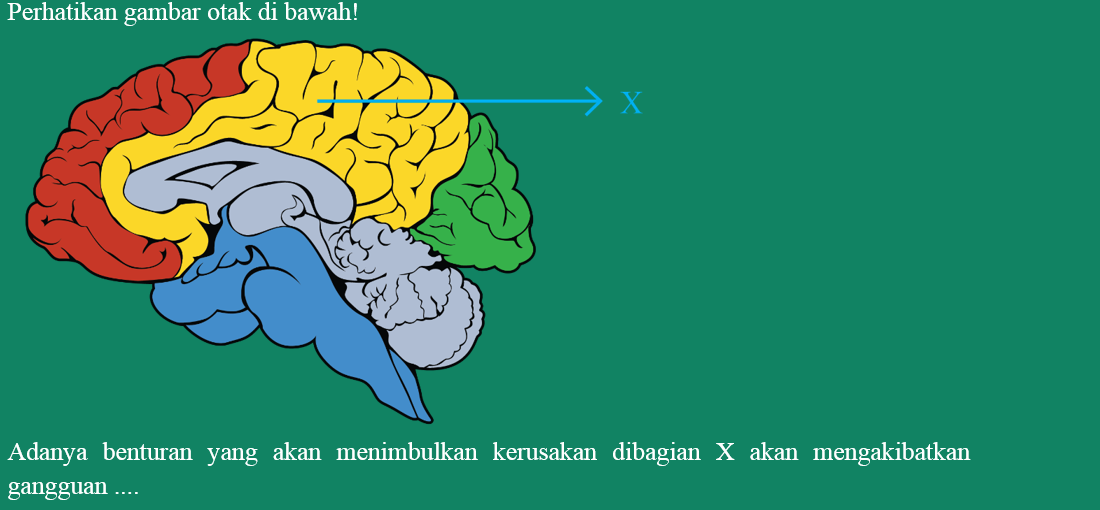 Perhatikan gambar otak di bawah!
X
Adanya benturan yang akan menimbulkan kerusakan dibagian X akan mengakibatkan
gangguan ....